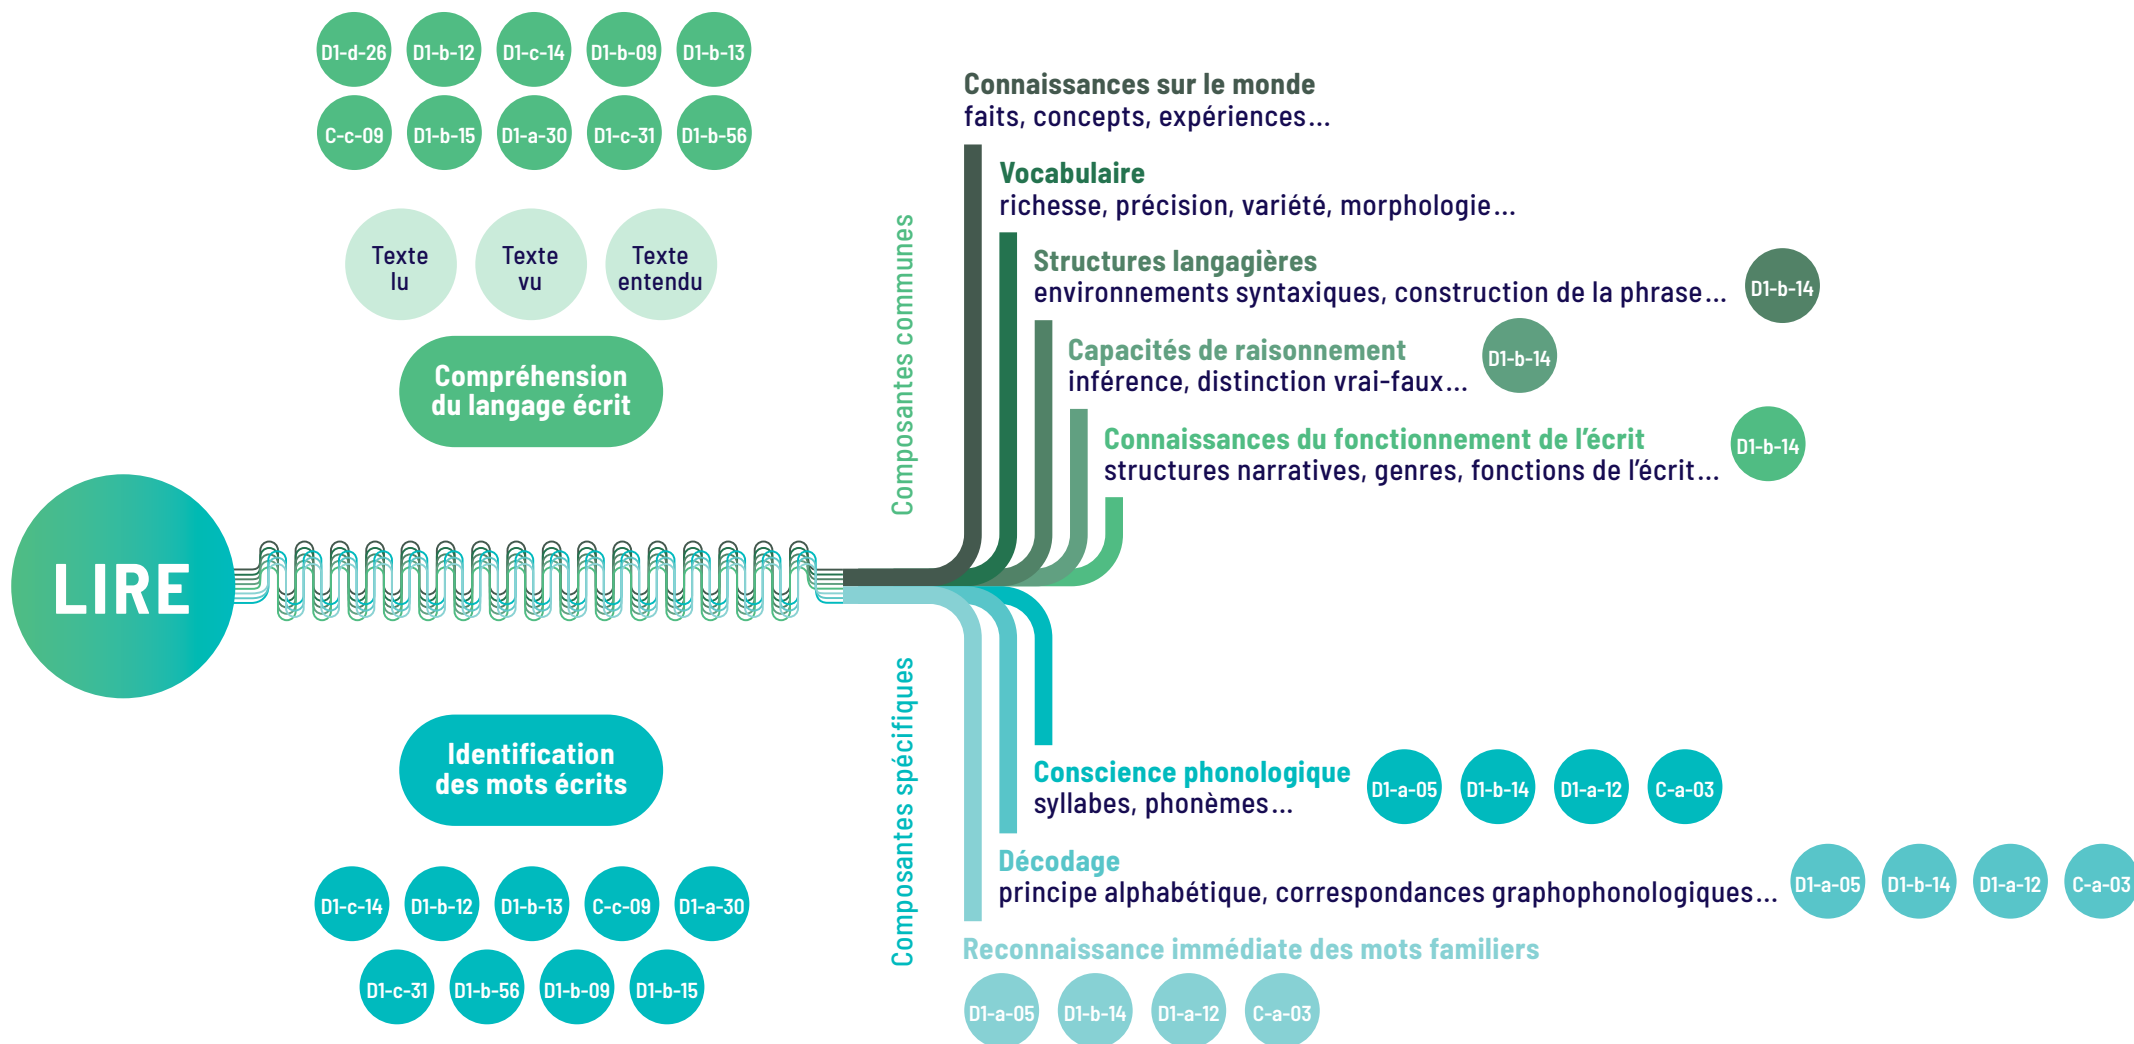 D1-d-26 D1-b-12 D1-c-14 D1-b-09 D1-b-13
C-c-09 D1-b-15 D1-a-30 D1-c-31 D1-b-56
Texte
lu
Texte
vu
Texte
entendu
Compréhension
du langage écrit
LIRE
Identification
des mots écrits
D1-c-14 D1-b-12 D1-b-13 C-c-09 D1-a-30
D1-c-31 D1-b-56 D1-b-09 D1-b-15
Composantes communes
Connaissances sur le monde
faits, concepts, expériences...
Vocabulaire
richesse, précision, variété, morphologie...
Structures langagières
environnements syntaxiques, construction de la phrase...
D1-b-14
Capacités de raisonnement
inférence, distinction vrai-faux...
D1-b-14
Connaissances du fonctionnement de l'écrit
structures narratives, genres, fonctions de l'écrit...
D1-b-14
Composantes spécifiques
Conscience phonologique
syllabes, phonèmes...
D1-a-05 D1-b-14 D1-a-12 C-a-03
Décodage
principe alphabétique, correspondances graphophonologiques...
D1-a-05 D1-b-14 D1-a-12 C-a-03
Reconnaissance immédiate des mots familiers
D1-a-05 D1-b-14 D1-a-12 C-a-03